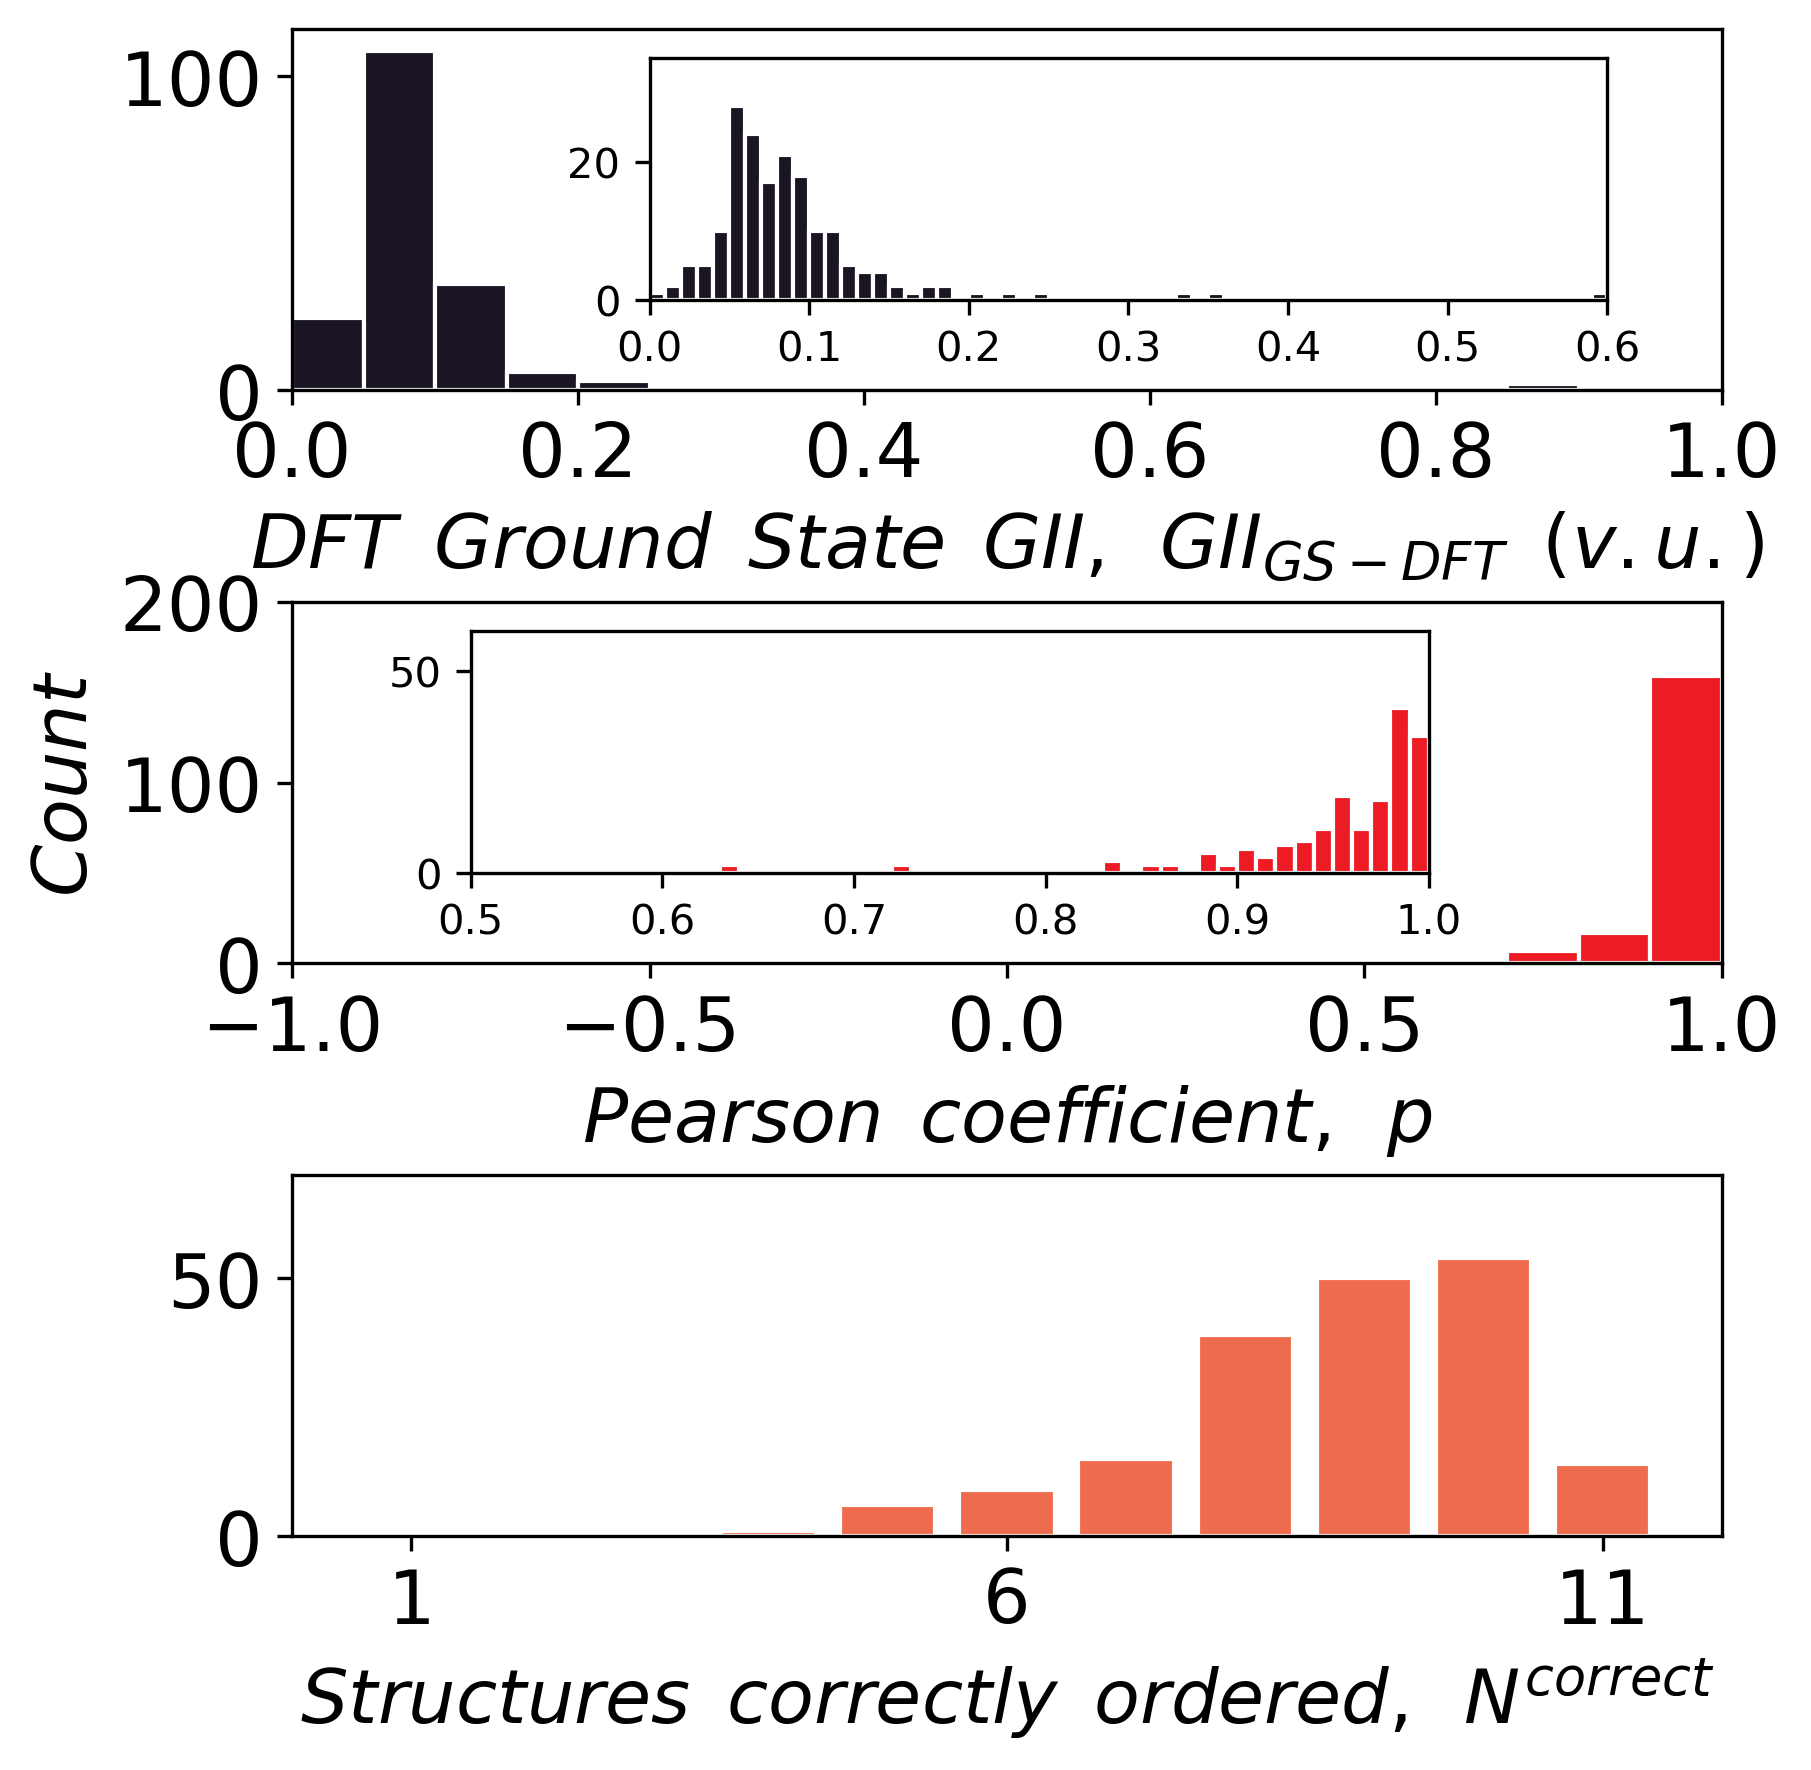 100
0
20
0
0.0 0.1 0.2 0.3 0.4 0.5 0.6
0.0 0.2 0.4 0.6 0.8 1.0
DFT Ground State GII, GII_{GS-DFT} (v.u.)
Count
200
100
0
50
0
0.5 0.6 0.7 0.8 0.9 1.0
−1.0 −0.5 0.0 0.5 1.0
Pearson coefficient, p
50
0
1 6 11
Structures correctly ordered, N^{correct}